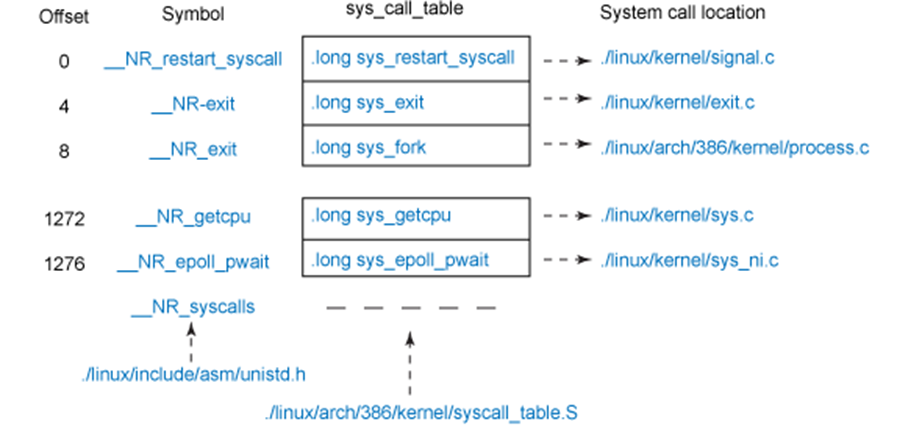 Offset Symbol sys_call_table System call location
0 __NR_restart_syscall .long sys_restart_syscall ./linux/kernel/signal.c
4 __NR-exit .long sys_exit ./linux/kernel/exit.c
8 __NR_exit .long sys_fork ./linux/arch/386/kernel/process.c
1272 __NR_getcpu .long sys_getcpu ./linux/kernel/sys.c
1276 __NR_epoll_pwait .long sys_epoll_pwait ./linux/kernel/sys_ni.c
__NR_syscalls
./linux/include/asm/unistd.h
./linux/arch/386/kernel/syscall_table.S